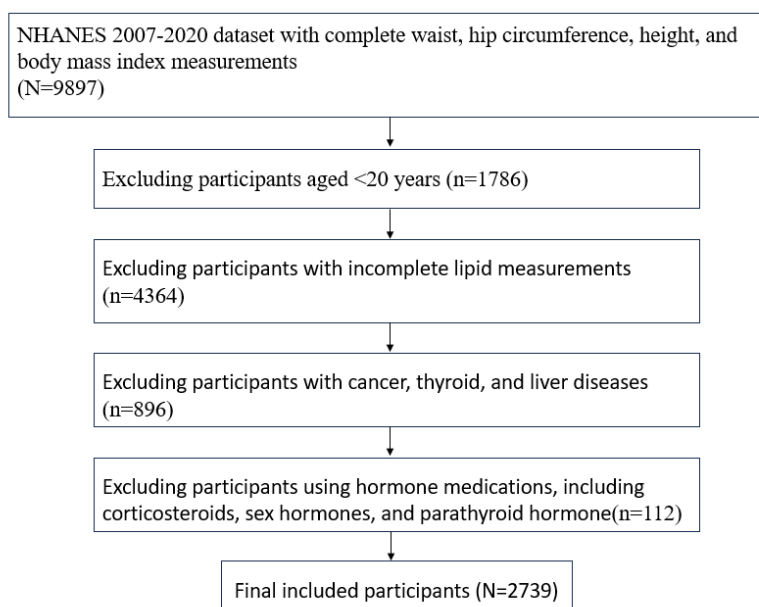 NHANES 2007-2020 dataset with complete waist, hip circumference, height, and
body mass index measurements
(N=9897)
Excluding participants aged <20 years (n=1786)
Excluding participants with incomplete lipid measurements
(n=4364)
Excluding participants with cancer, thyroid, and liver diseases
(n=896)
Excluding participants using hormone medications, including
corticosteroids, sex hormones, and parathyroid hormone(n=112)
Final included participants (N=2739)